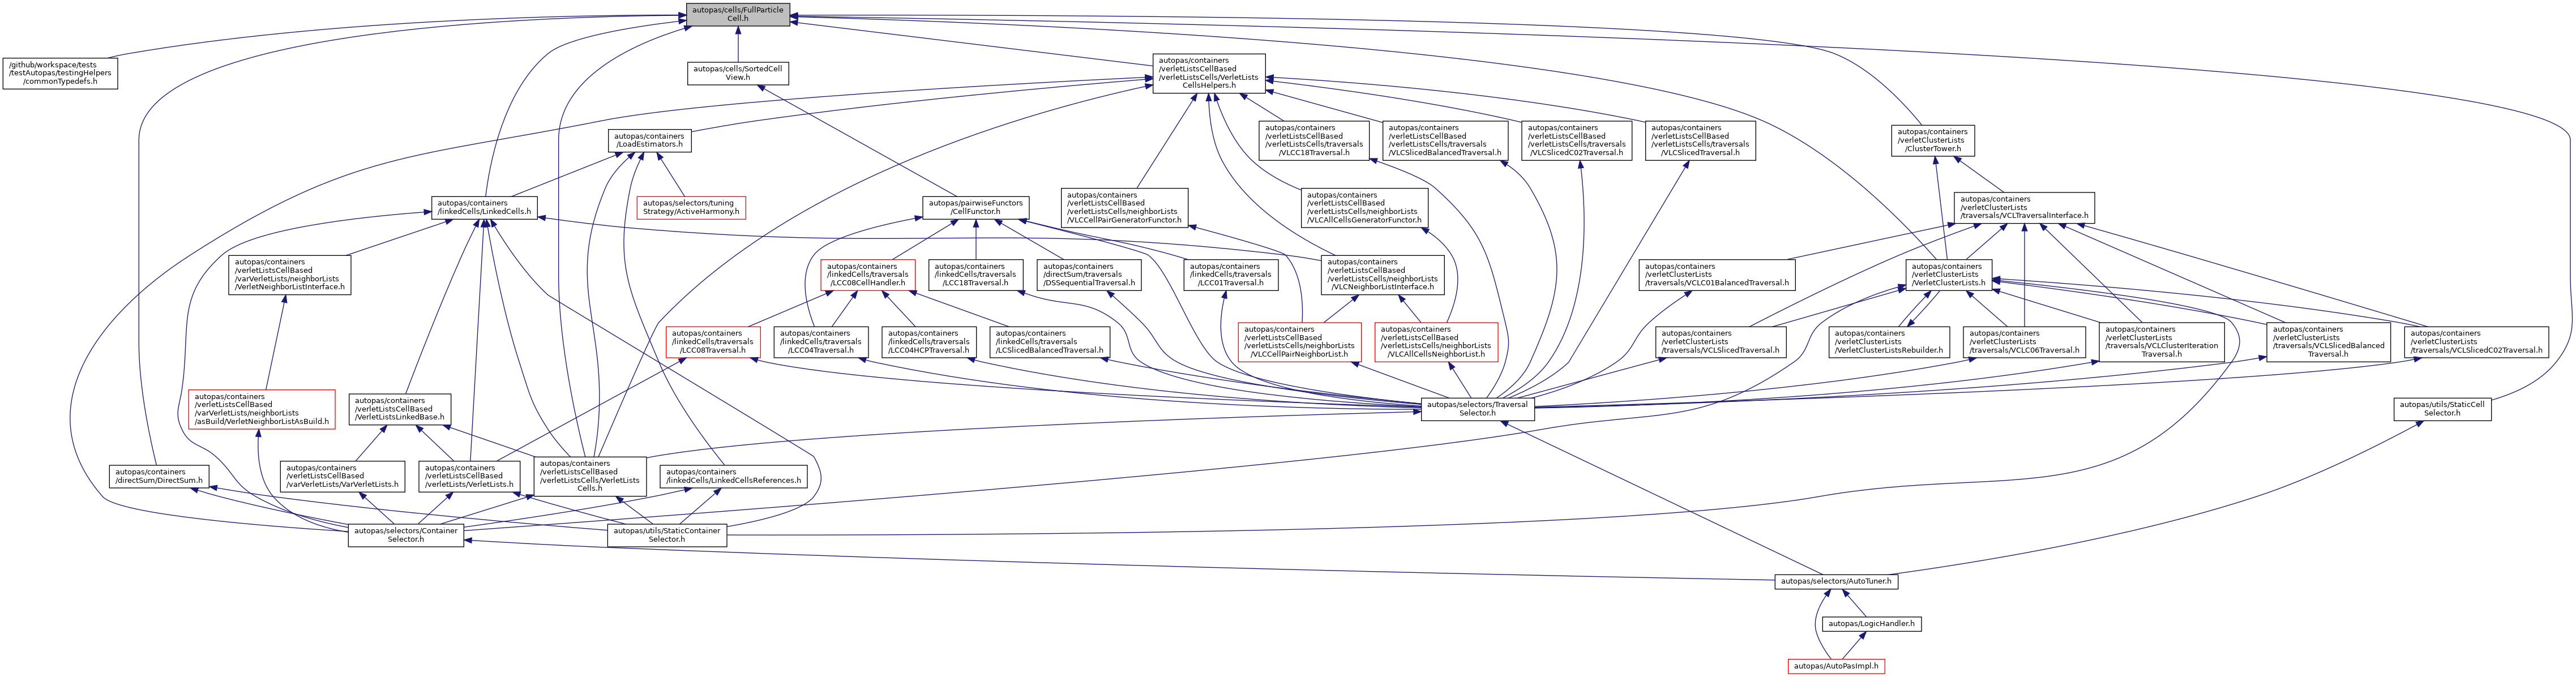 autopas/cells/FullParticle
Cell.h
/github/workspace/tests
/testAutopas/testingHelpers
/commonTypedefs.h
autopas/cells/SortedCell
View.h
autopas/containers
/verletListsCellBased
/verletListsCells/VerletLists
CellsHelpers.h
autopas/containers
/LoadEstimators.h
autopas/containers
/verletListsCellBased
/verletListsCells/traversals
/VLCC18Traversal.h
autopas/containers
/verletListsCellBased
/verletListsCells/traversals
/VLCSlicedBalancedTraversal.h
autopas/containers
/verletListsCellBased
/verletListsCells/traversals
/VLCSlicedC02Traversal.h
autopas/containers
/verletListsCellBased
/verletListsCells/traversals
/VLCSlicedTraversal.h
autopas/containers
/verletClusterLists
/ClusterTower.h
autopas/containers
/linkedCells/LinkedCells.h
autopas/selectors/tuning
Strategy/ActiveHarmony.h
autopas/pairwiseFunctors
/CellFunctor.h
autopas/containers
/verletListsCellBased
/verletListsCells/neighborLists
/VLCCellPairGeneratorFunctor.h
autopas/containers
/verletListsCellBased
/verletListsCells/neighborLists
/VLCAllCellsGeneratorFunctor.h
autopas/containers
/verletClusterLists
/traversals/VCLTraversalInterface.h
autopas/containers
/verletListsCellBased
/varVerletLists/neighborLists
/VerletNeighborListInterface.h
autopas/containers
/linkedCells/traversals
/LCC08CellHandler.h
autopas/containers
/linkedCells/traversals
/LCC18Traversal.h
autopas/containers
/directSum/traversals
/DSSequentialTraversal.h
autopas/containers
/linkedCells/traversals
/LCC01Traversal.h
autopas/containers
/verletListsCellBased
/verletListsCells/neighborLists
/VLCNeighborListInterface.h
autopas/containers
/verletClusterLists
/traversals/VCLC01BalancedTraversal.h
autopas/containers
/verletClusterLists
/VerletClusterLists.h
autopas/containers
/linkedCells/traversals
/LCC08Traversal.h
autopas/containers
/linkedCells/traversals
/LCC04Traversal.h
autopas/containers
/linkedCells/traversals
/LCC04HCPTraversal.h
autopas/containers
/linkedCells/traversals
/LCSlicedBalancedTraversal.h
autopas/containers
/verletListsCellBased
/verletListsCells/neighborLists
/VLCCellPairNeighborList.h
autopas/containers
/verletListsCellBased
/verletListsCells/neighborLists
/VLCAllCellsNeighborList.h
autopas/containers
/verletClusterLists
/traversals/VCLSlicedTraversal.h
autopas/containers
/verletClusterLists
/VerletClusterListsRebuilder.h
autopas/containers
/verletClusterLists
/traversals/VCLC06Traversal.h
autopas/containers
/verletClusterLists
/traversals/VCLClusterIteration
Traversal.h
autopas/containers
/verletClusterLists
/traversals/VCLSlicedBalanced
Traversal.h
autopas/containers
/verletClusterLists
/traversals/VCLSlicedC02Traversal.h
autopas/containers
/verletListsCellBased
/varVerletLists/neighborLists
/asBuild/VerletNeighborListAsBuild.h
autopas/containers
/verletListsCellBased
/VerletListsLinkedBase.h
autopas/selectors/Traversal
Selector.h
autopas/utils/StaticCell
Selector.h
autopas/containers
/directSum/DirectSum.h
autopas/containers
/verletListsCellBased
/varVerletLists/VarVerletLists.h
autopas/containers
/verletListsCellBased
/verletLists/VerletLists.h
autopas/containers
/verletListsCellBased
/verletListsCells/VerletLists
Cells.h
autopas/containers
/linkedCells/LinkedCellsReferences.h
autopas/selectors/Container
Selector.h
autopas/utils/StaticContainer
Selector.h
autopas/selectors/AutoTuner.h
autopas/LogicHandler.h
autopas/AutoPasImpl.h